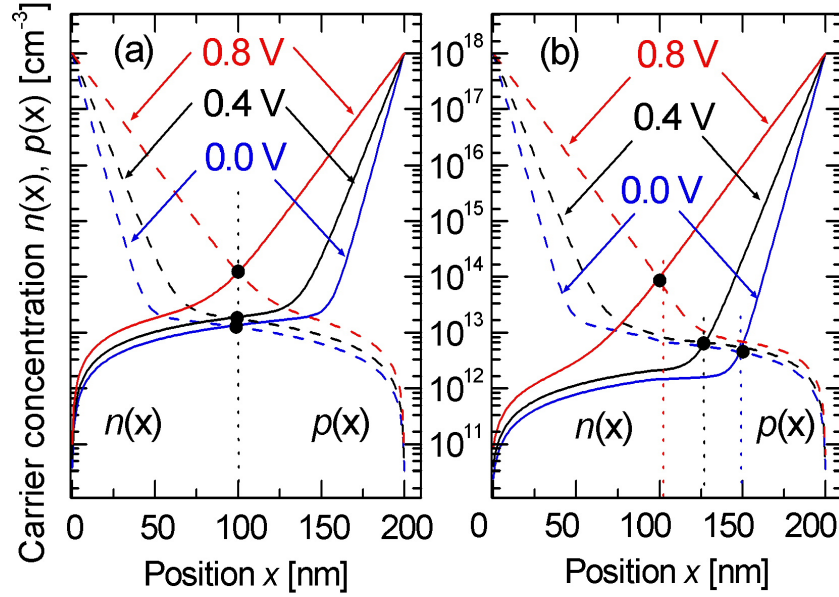 Carrier concentration n(x), p(x) [cm⁻³]
(a)
0.8 V
0.4 V
0.0 V
n(x)
p(x)
0 50 100 150 200
Position x [nm]
10¹⁸
10¹⁷
10¹⁶
10¹⁵
10¹⁴
10¹³
10¹²
10¹¹
(b)
0.8 V
0.4 V
0.0 V
n(x)
p(x)
0 50 100 150 200
Position x [nm]